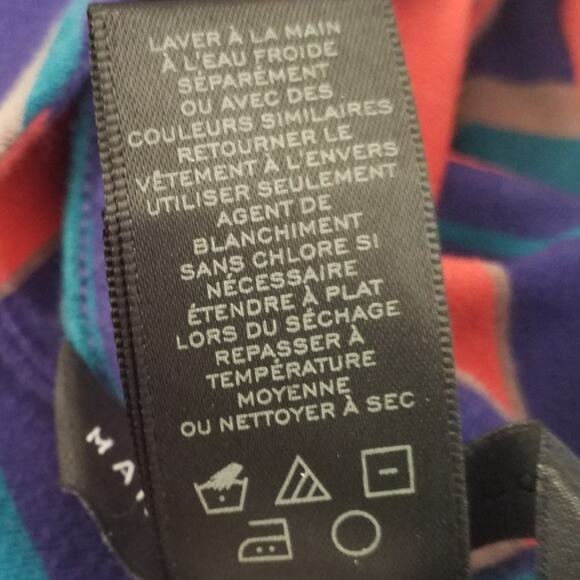 LAVER À LA MAIN
À L'EAU FROIDE
SÉPARÉMENT
OU AVEC DES
COULEURS SIMILAIRES
RETOURNER LE
VÊTEMENT À L'ENVERS
UTILISER SEULEMENT
AGENT DE
BLANCHIMENT
SANS CHLORE SI
NÉCESSAIRE
ÉTENDRE À PLAT
LORS DU SÉCHAGE
REPASSER À
TEMPÉRATURE
MOYENNE
OU NETTOYER À SEC
MA